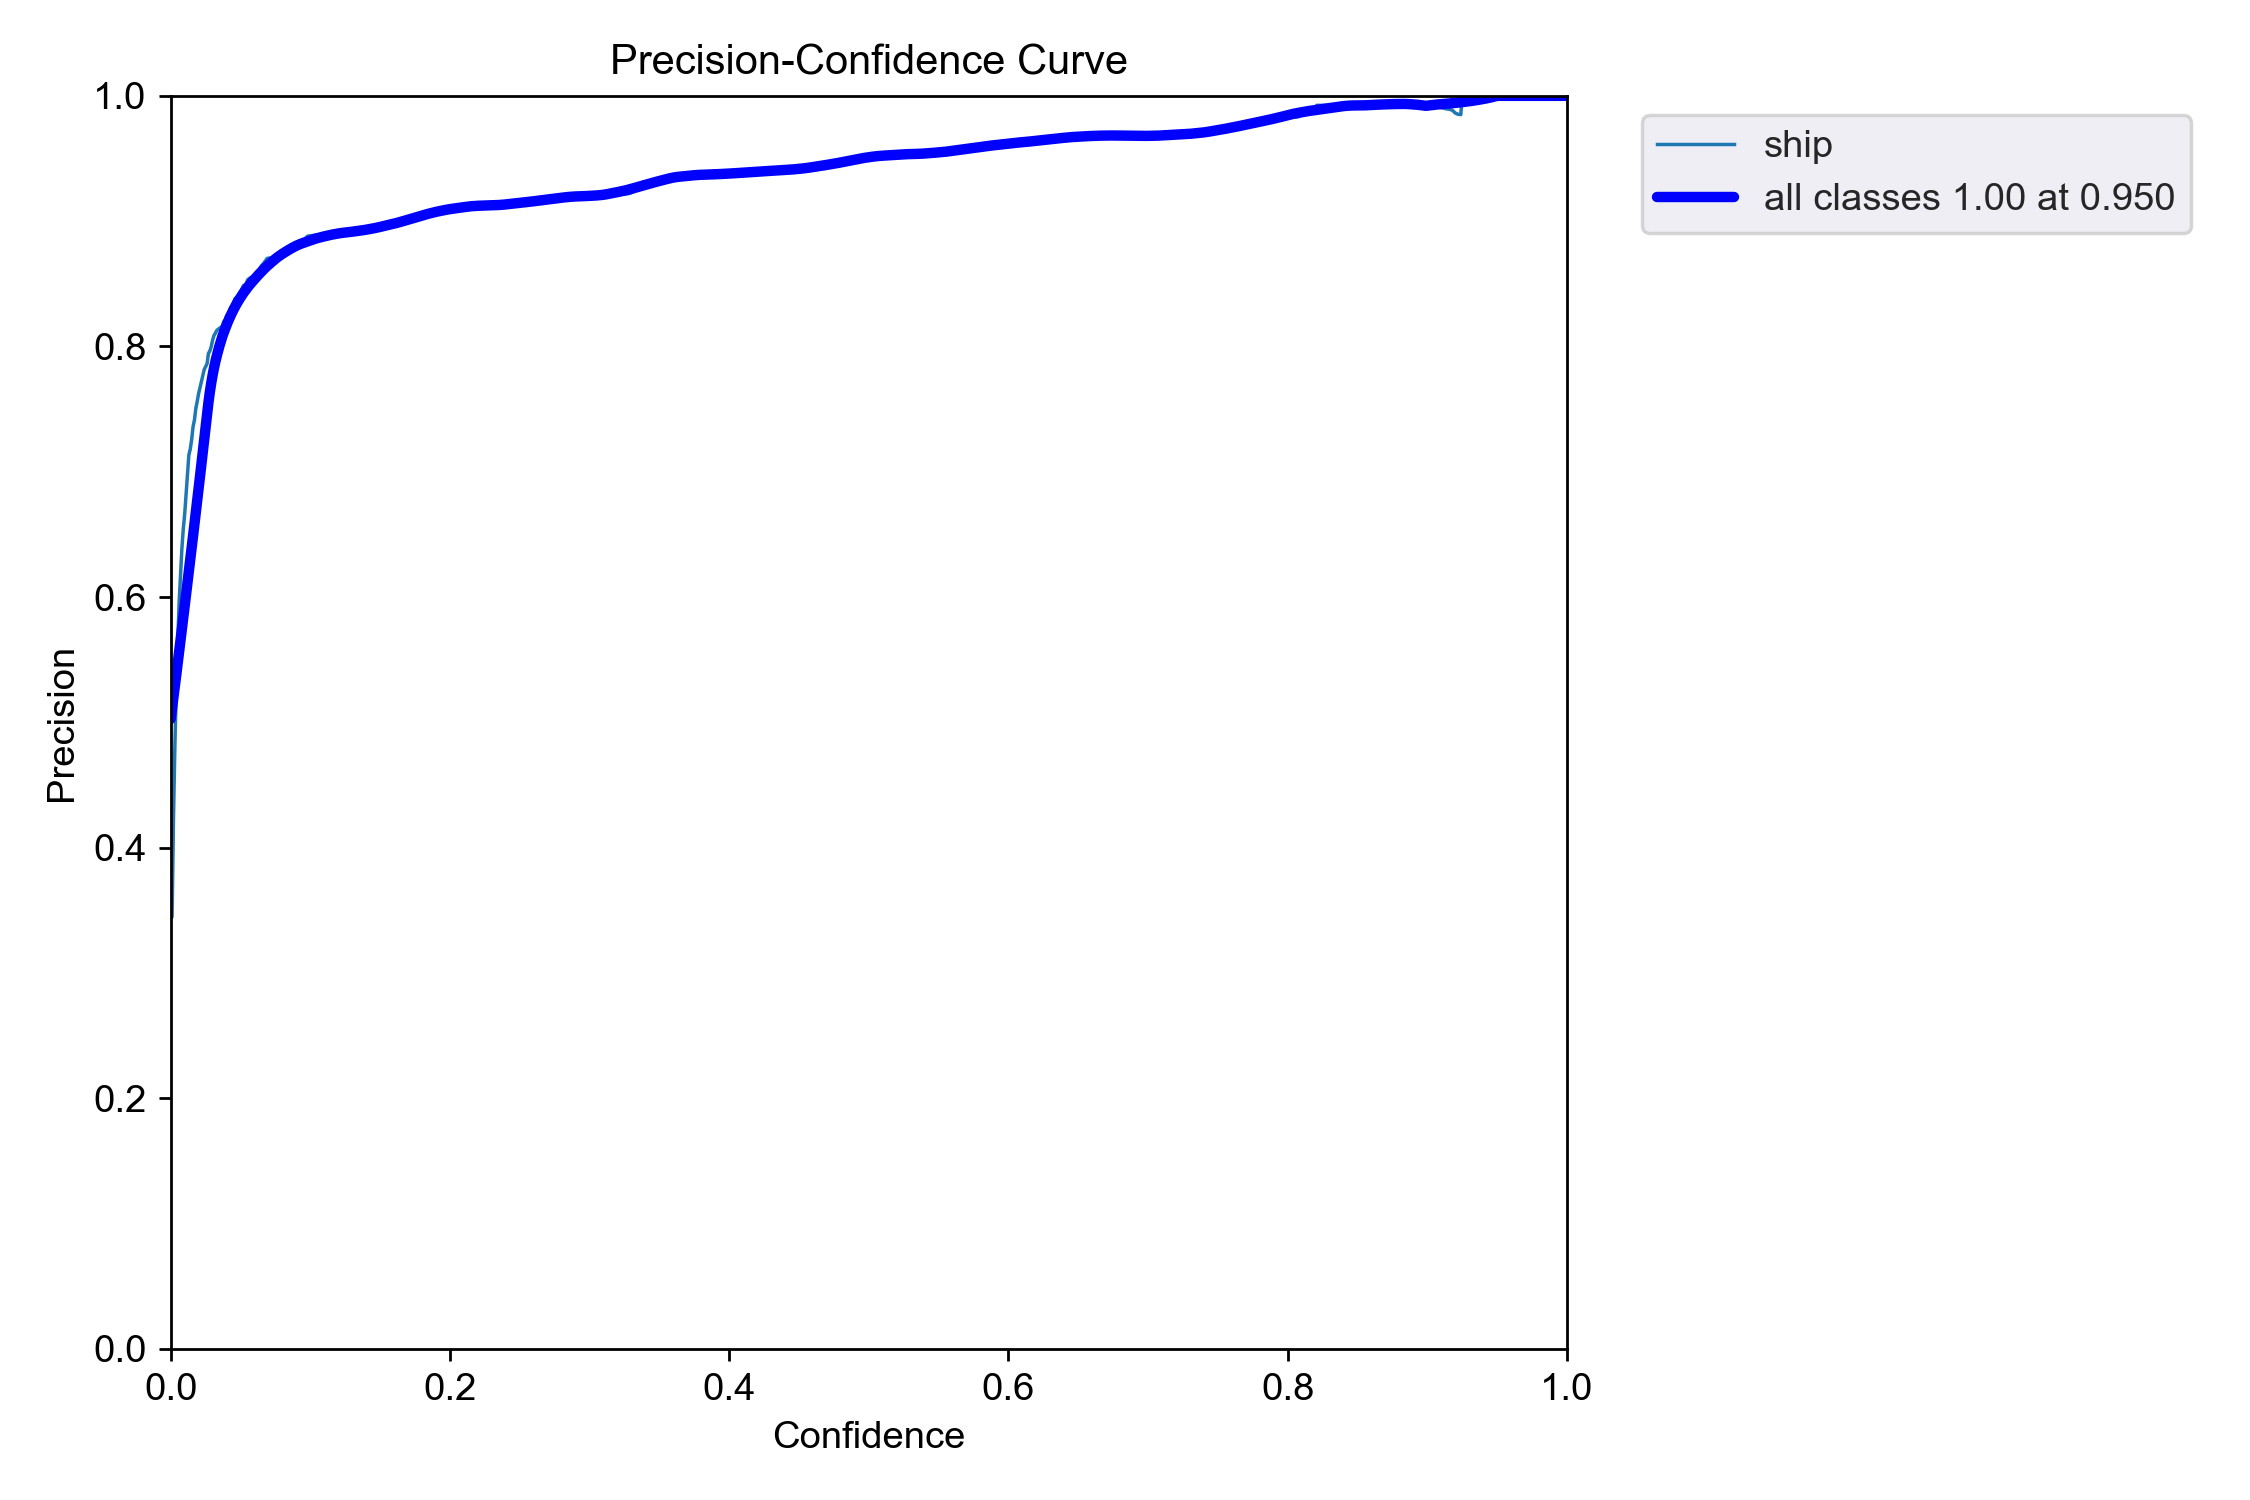 Precision-Confidence Curve
1.0
0.8
0.6
0.4
0.2
0.0
Precision
0.0 0.2 0.4 0.6 0.8 1.0
Confidence
ship
all classes 1.00 at 0.950